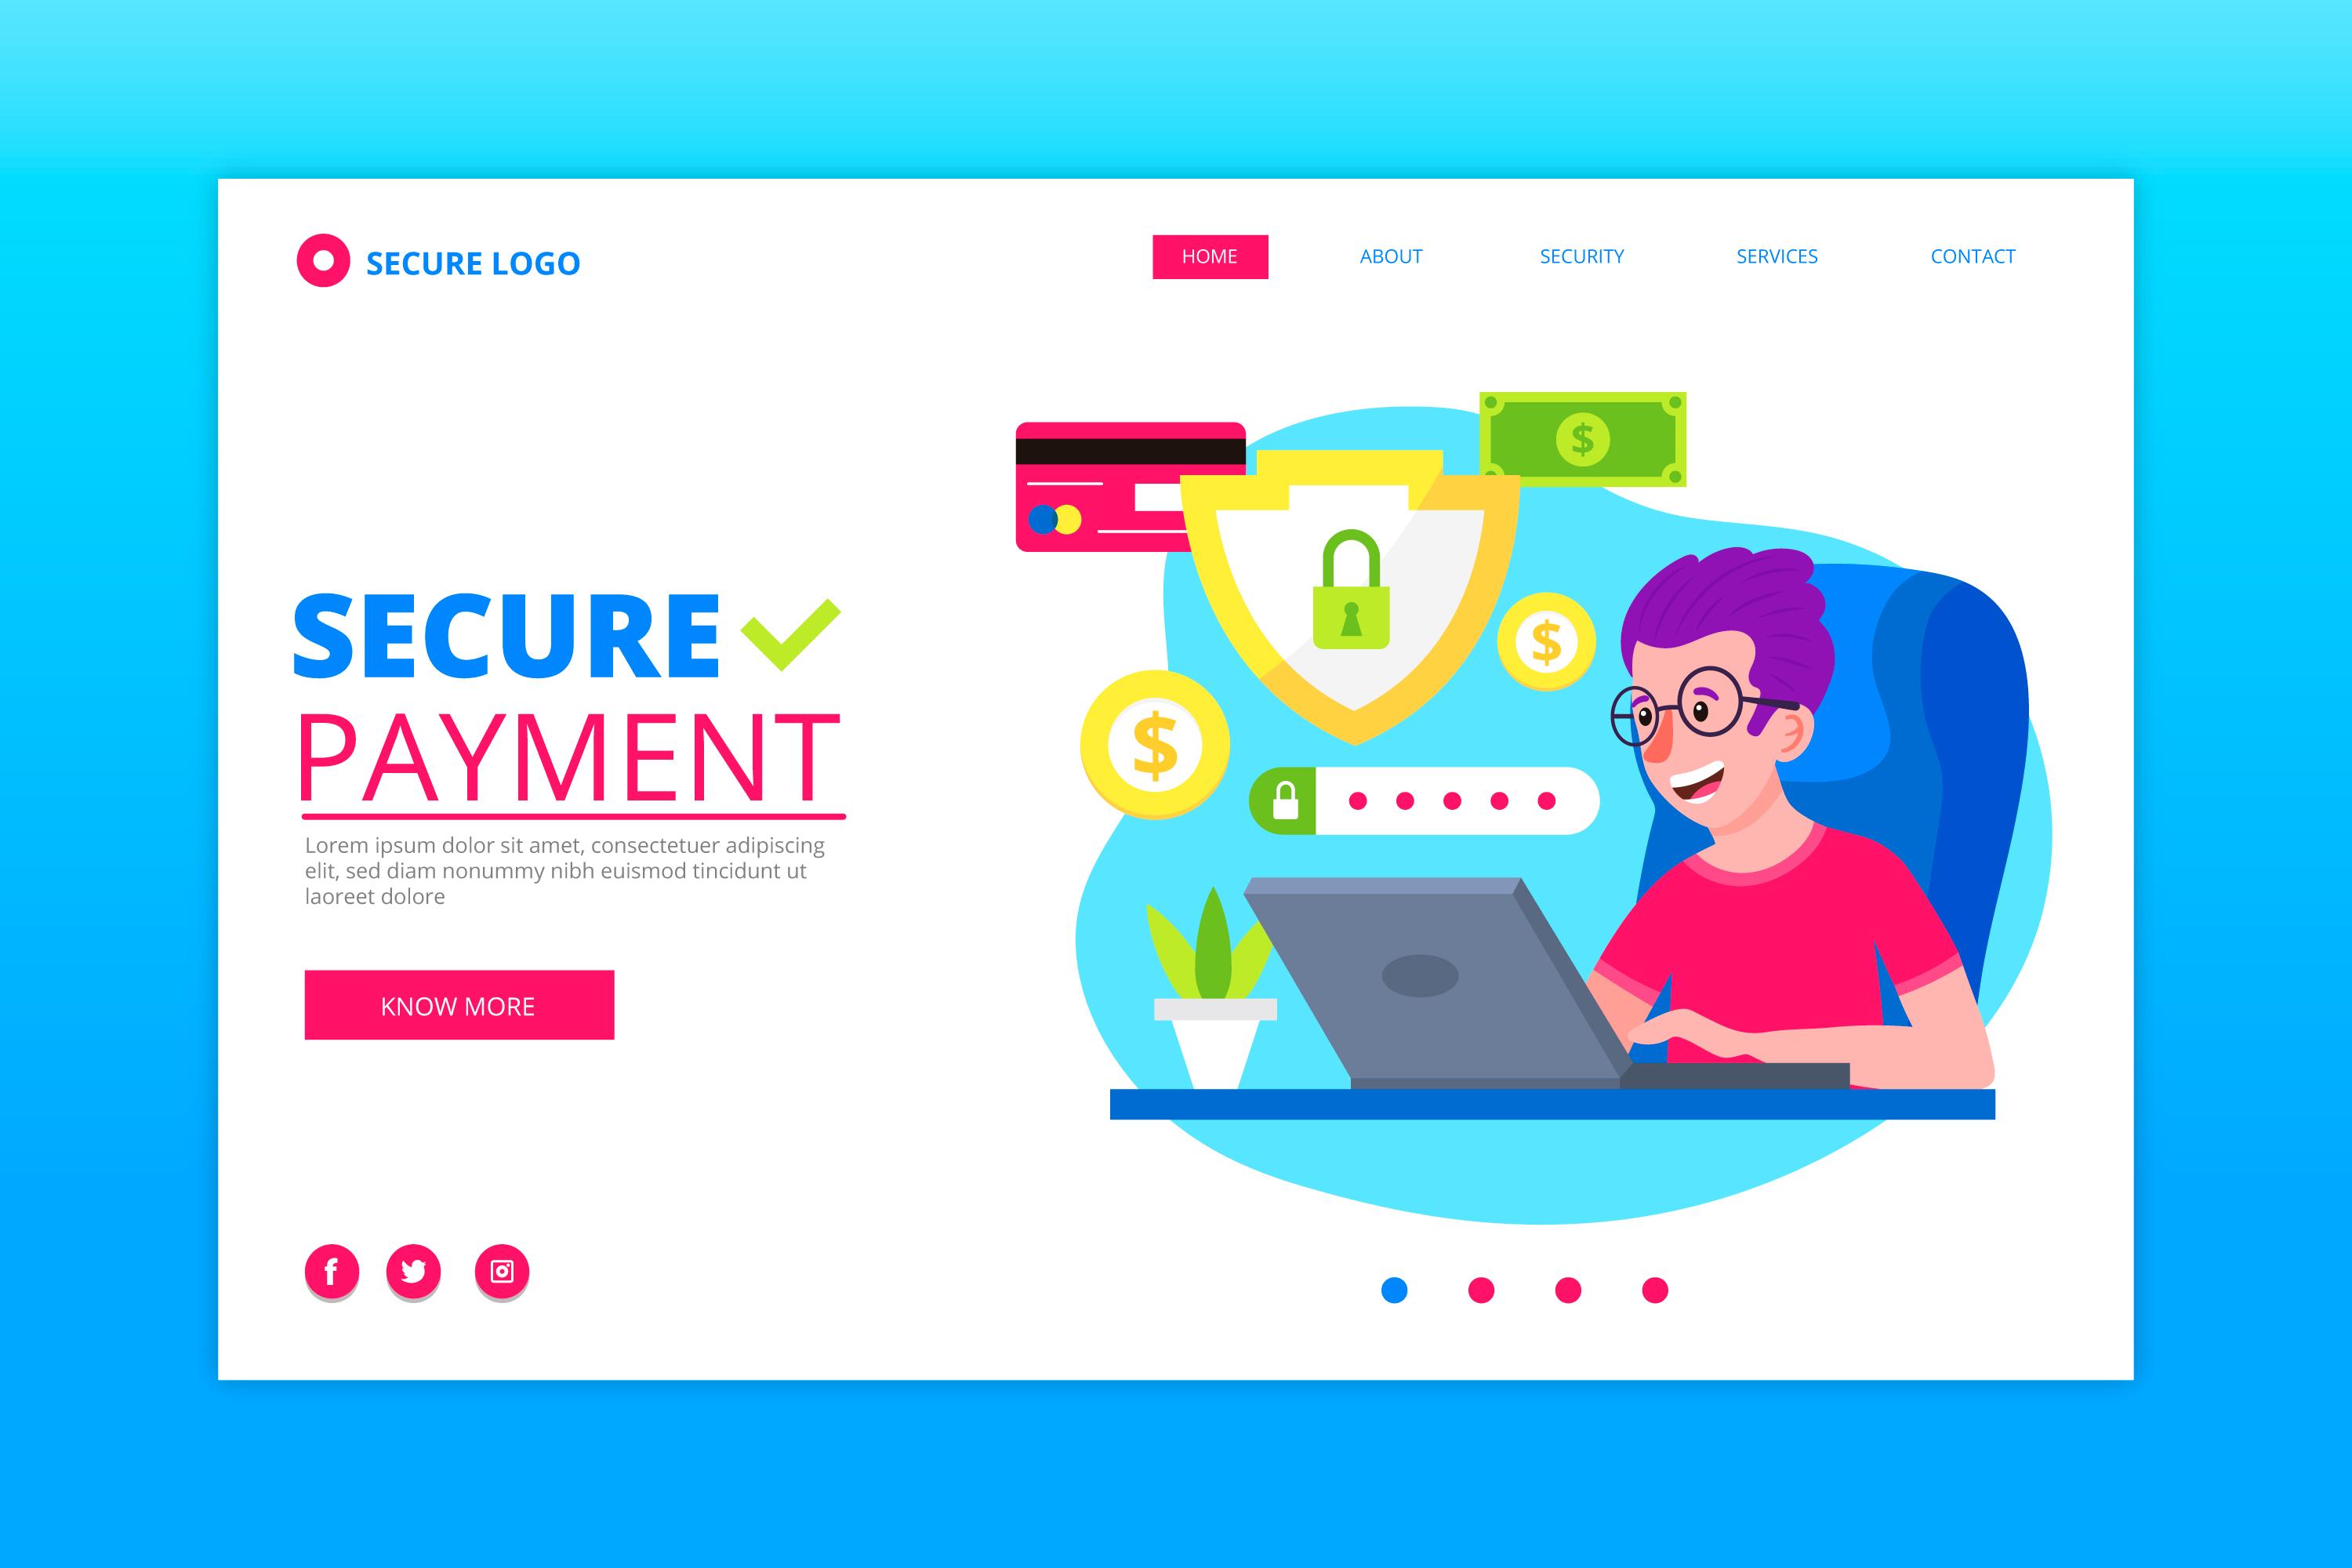 SECURE LOGO
HOME
ABOUT
SECURITY
SERVICES
CONTACT
SECURE
PAYMENT
Lorem ipsum dolor sit amet, consectetuer adipiscing
elit, sed diam nonummy nibh euismod tincidunt ut
laoreet dolore
KNOW MORE
$
$
$
f